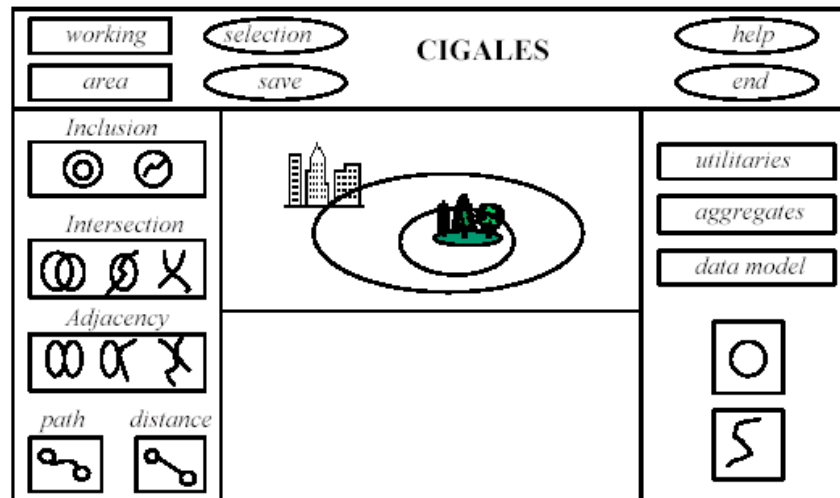 working
selection
CIGALES
help
area
save
end
Inclusion
Intersection
Adjacency
path
distance
utilitaries
aggregates
data model